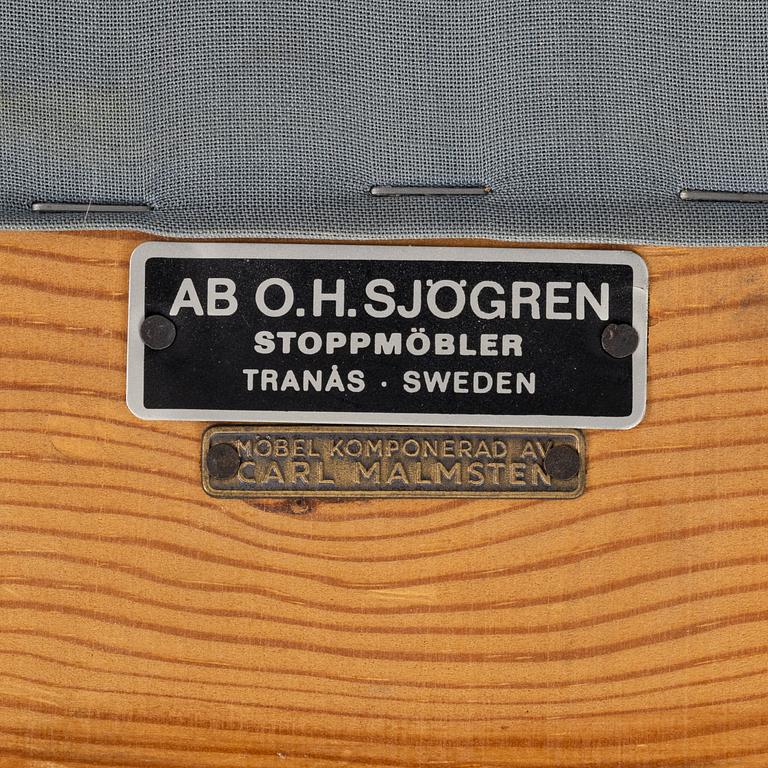 AB O.H. SJÖGREN
STOPPMÖBLER
TRANÅS · SWEDEN
MÖBEL KOMPONERAD AV
CARL MALMSTEN